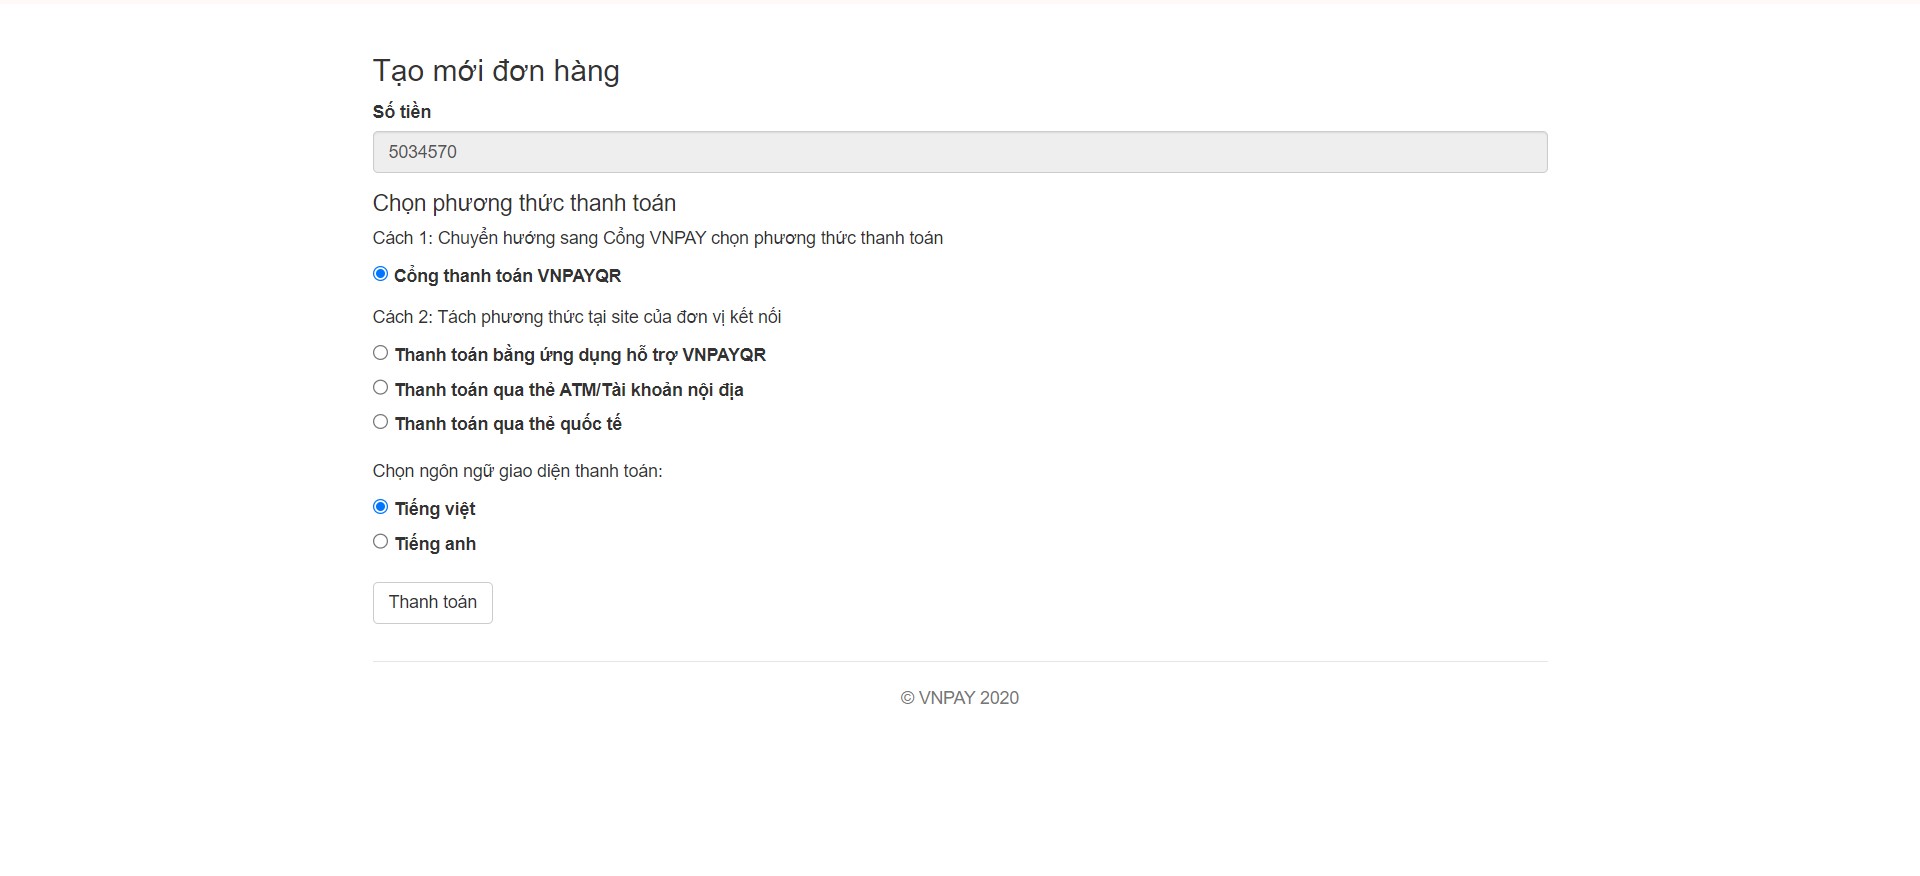 Tạo mới đơn hàng
Số tiền
5034570
Chọn phương thức thanh toán
Cách 1: Chuyển hướng sang Cổng VNPAY chọn phương thức thanh toán
Cổng thanh toán VNPAYQR
Cách 2: Tách phương thức tại site của đơn vị kết nối
Thanh toán bằng ứng dụng hỗ trợ VNPAYQR
Thanh toán qua thẻ ATM/Tài khoản nội địa
Thanh toán qua thẻ quốc tế
Chọn ngôn ngữ giao diện thanh toán:
Tiếng việt
Tiếng anh
Thanh toán
© VNPAY 2020